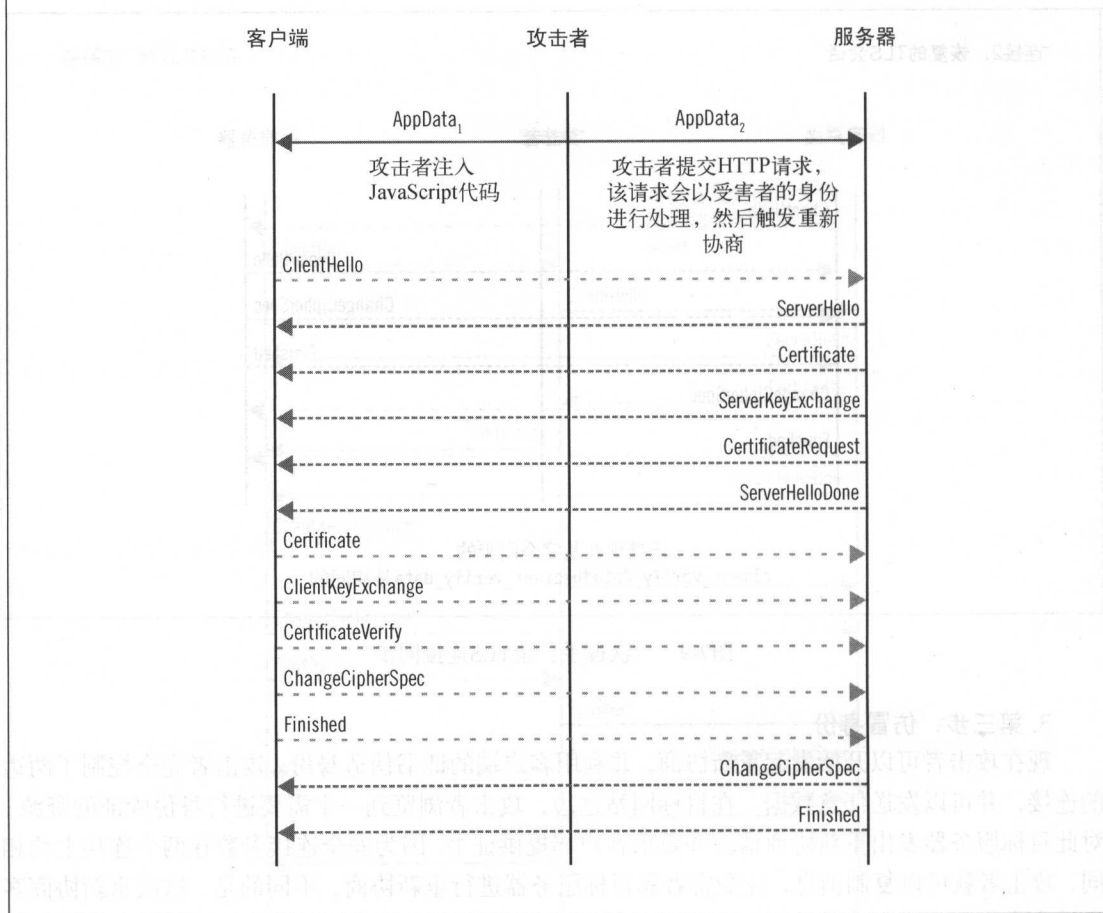 客户端 攻击者 服务器
AppData₁ AppData₂
攻击者注入
JavaScript代码
攻击者提交HTTP请求，
该请求会以受害者的身份
进行处理，然后触发重新
协商
ClientHello
ServerHello
Certificate
ServerKeyExchange
CertificateRequest
ServerHelloDone
Certificate
ClientKeyExchange
CertificateVerify
ChangeCipherSpec
Finished
ChangeCipherSpec
Finished